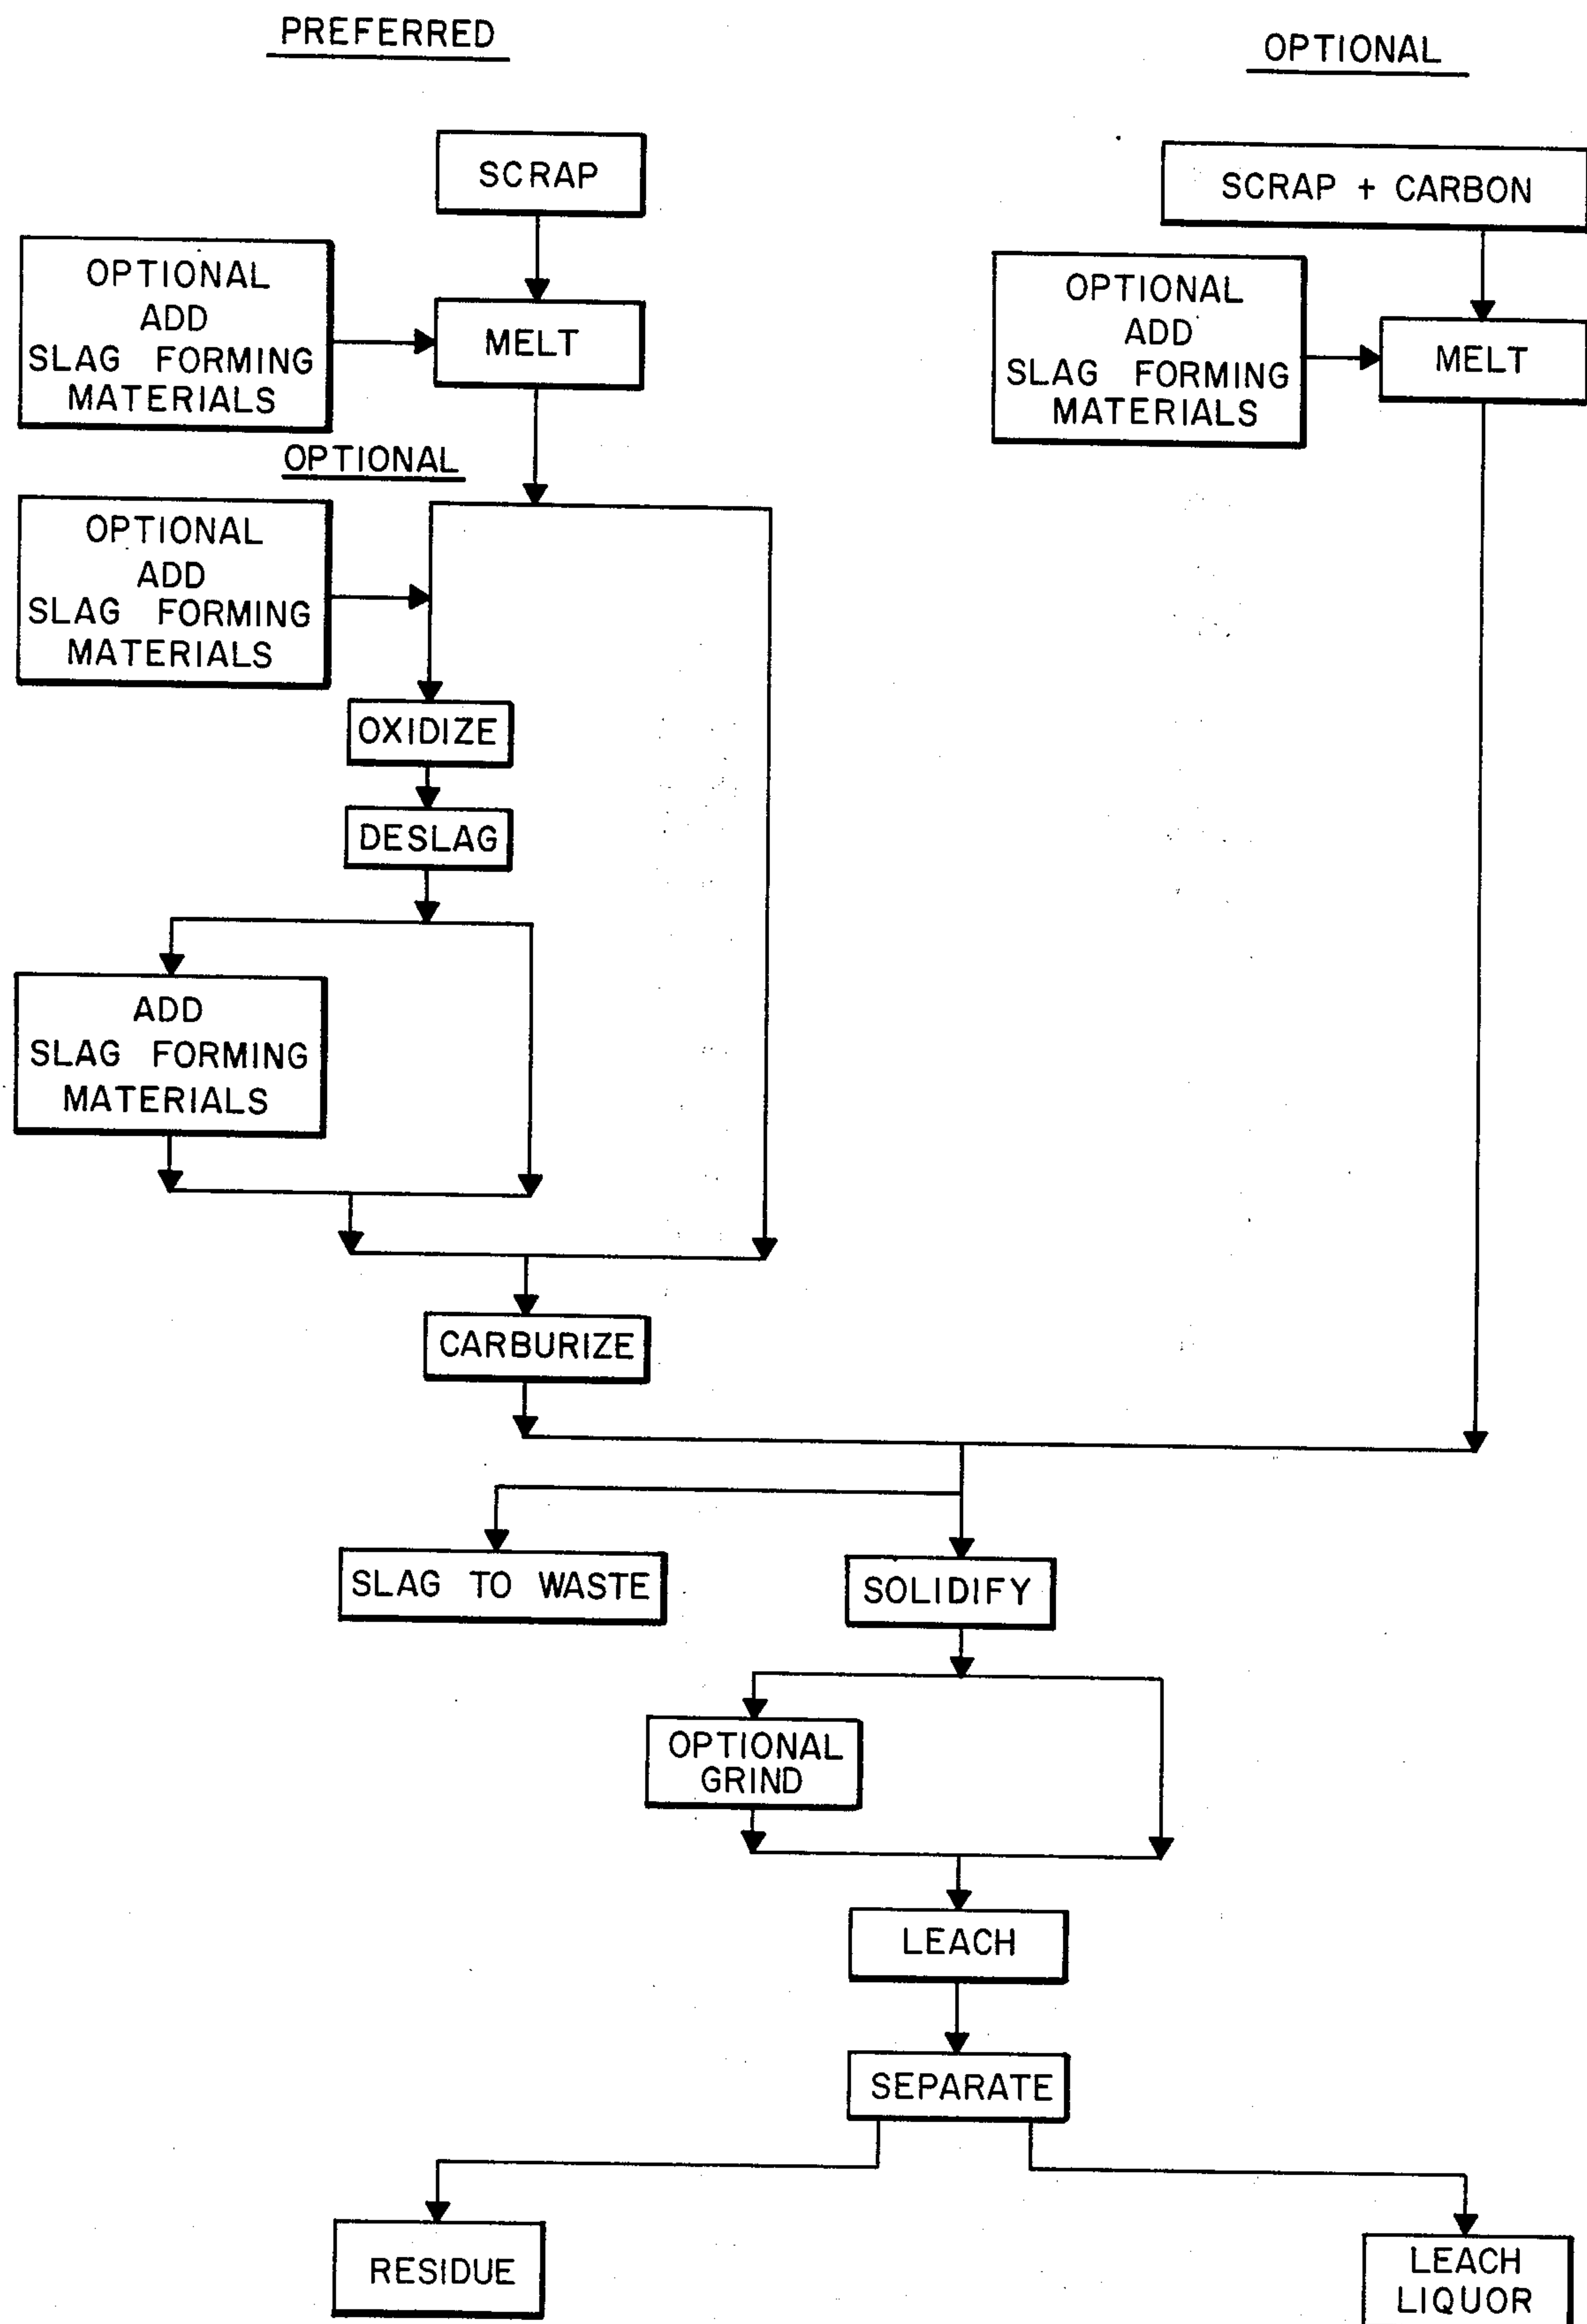 PREFERRED
OPTIONAL
SCRAP
SCRAP + CARBON
OPTIONAL
ADD
SLAG FORMING
MATERIALS
MELT
OPTIONAL
ADD
SLAG FORMING
MATERIALS
MELT
OPTIONAL
OPTIONAL
ADD
SLAG FORMING
MATERIALS
OXIDIZE
DESLAG
ADD
SLAG FORMING
MATERIALS
CARBURIZE
SLAG TO WASTE
SOLIDIFY
OPTIONAL
GRIND
LEACH
SEPARATE
RESIDUE
LEACH
LIQUOR